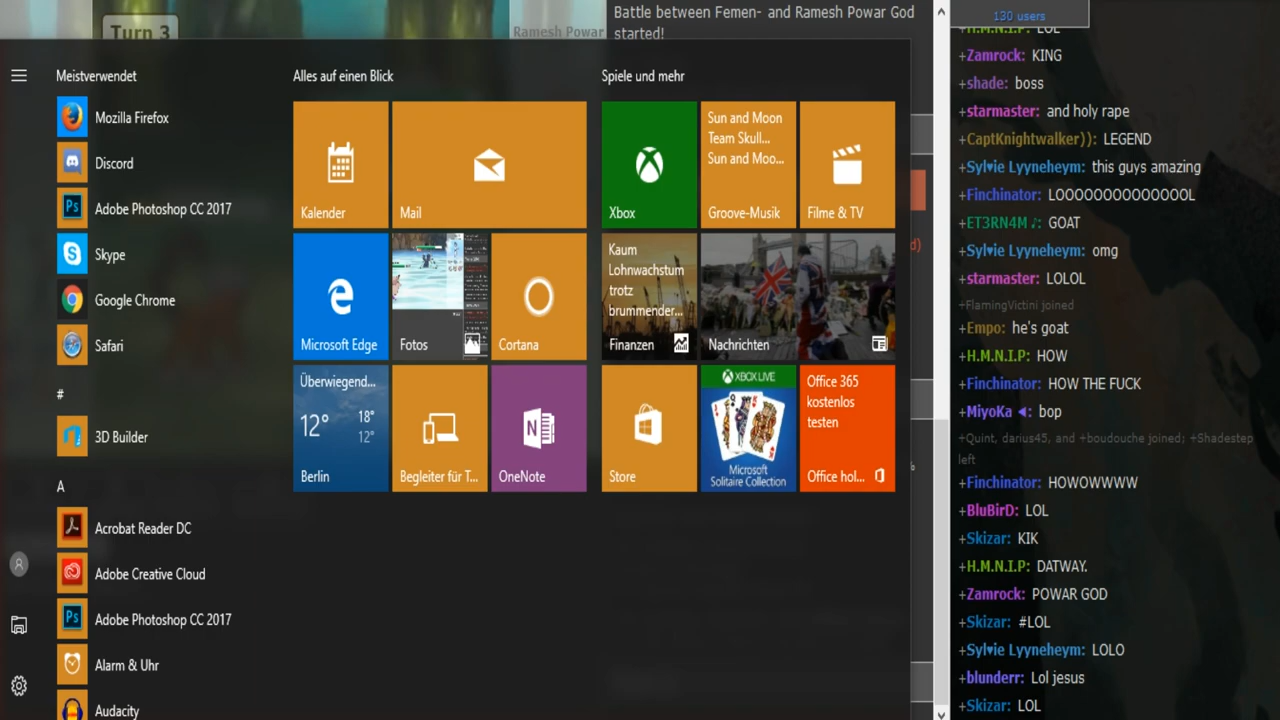 Turn 3
Ramesh Powar
Battle between Femen- and Ramesh Powar God
started!
Meistverwendet
Mozilla Firefox
Discord
Adobe Photoshop CC 2017
Skype
Google Chrome
Safari
#
3D Builder
A
Acrobat Reader DC
Adobe Creative Cloud
Adobe Photoshop CC 2017
Alarm & Uhr
Audacity
Alles auf einen Blick
Kalender
Mail
Microsoft Edge
Fotos
Cortana
Überwiegend...
12°
18°
12°
Berlin
Begleiter für T...
OneNote
Spiele und mehr
Xbox
Sun and Moon
Team Skull...
Sun and Moo...
Groove-Musik
Filme & TV
Kaum
Lohnwachstum
trotz
brummender...
Finanzen
Nachrichten
Store
XBOX LIVE
Microsoft
Solitaire Collection
Office 365
kostenlos
testen
Office hol...
d)
%
130 users
+H.M.N.I.P: LOL
+Zamrock: KING
+shade: boss
+starmaster: and holy rape
+CaptKnightwalker)): LEGEND
+Syl♥ie Lyyneheym: this guys amazing
+Finchinator: LOOOOOOOOOOOOOOL
+ET3RN4M ♪: GOAT
+Syl♥ie Lyyneheym: omg
+starmaster: LOLOL
+FlamingVictini joined
+Empo: he's goat
+H.M.N.I.P: HOW
+Finchinator: HOW THE FUCK
+MiyoKa ◄: bop
+Quint, darius45, and +boudouche joined; +Shadestep
left
+Finchinator: HOWOWWWW
+BluBirD: LOL
+Skizar: KIK
+H.M.N.I.P: DATWAY.
+Zamrock: POWAR GOD
+Skizar: #LOL
+Syl♥ie Lyyneheym: LOLO
+blunderr: Lol jesus
+Skizar: LOL